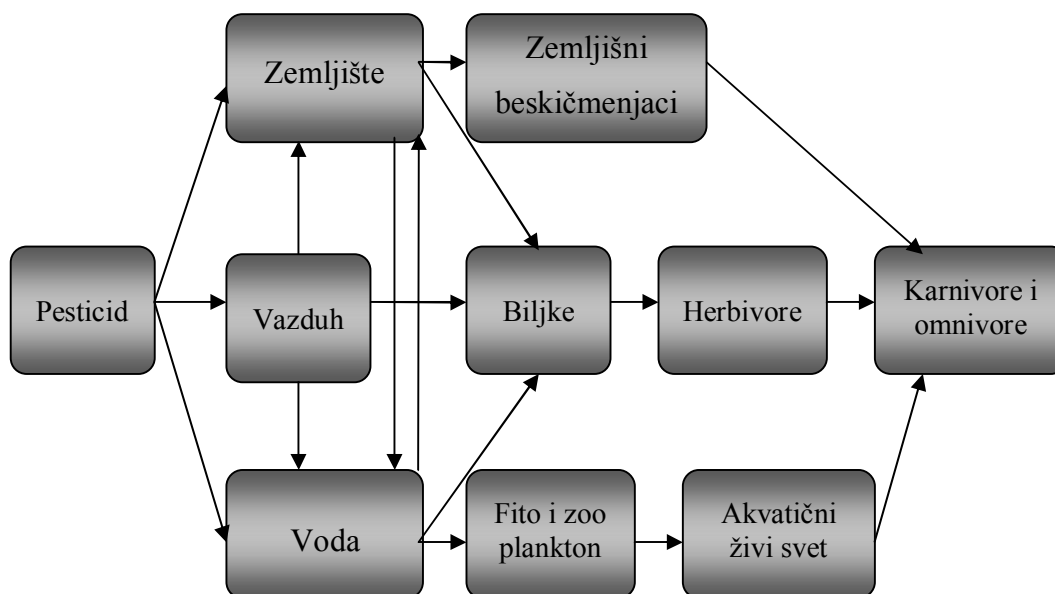 Zemljište
Zemljišni
beskičmenjaci
Pesticid
Vazduh
Biljke
Herbivore
Karnivore i
omnivore
Voda
Fito i zoo
plankton
Akvatični
živi svet